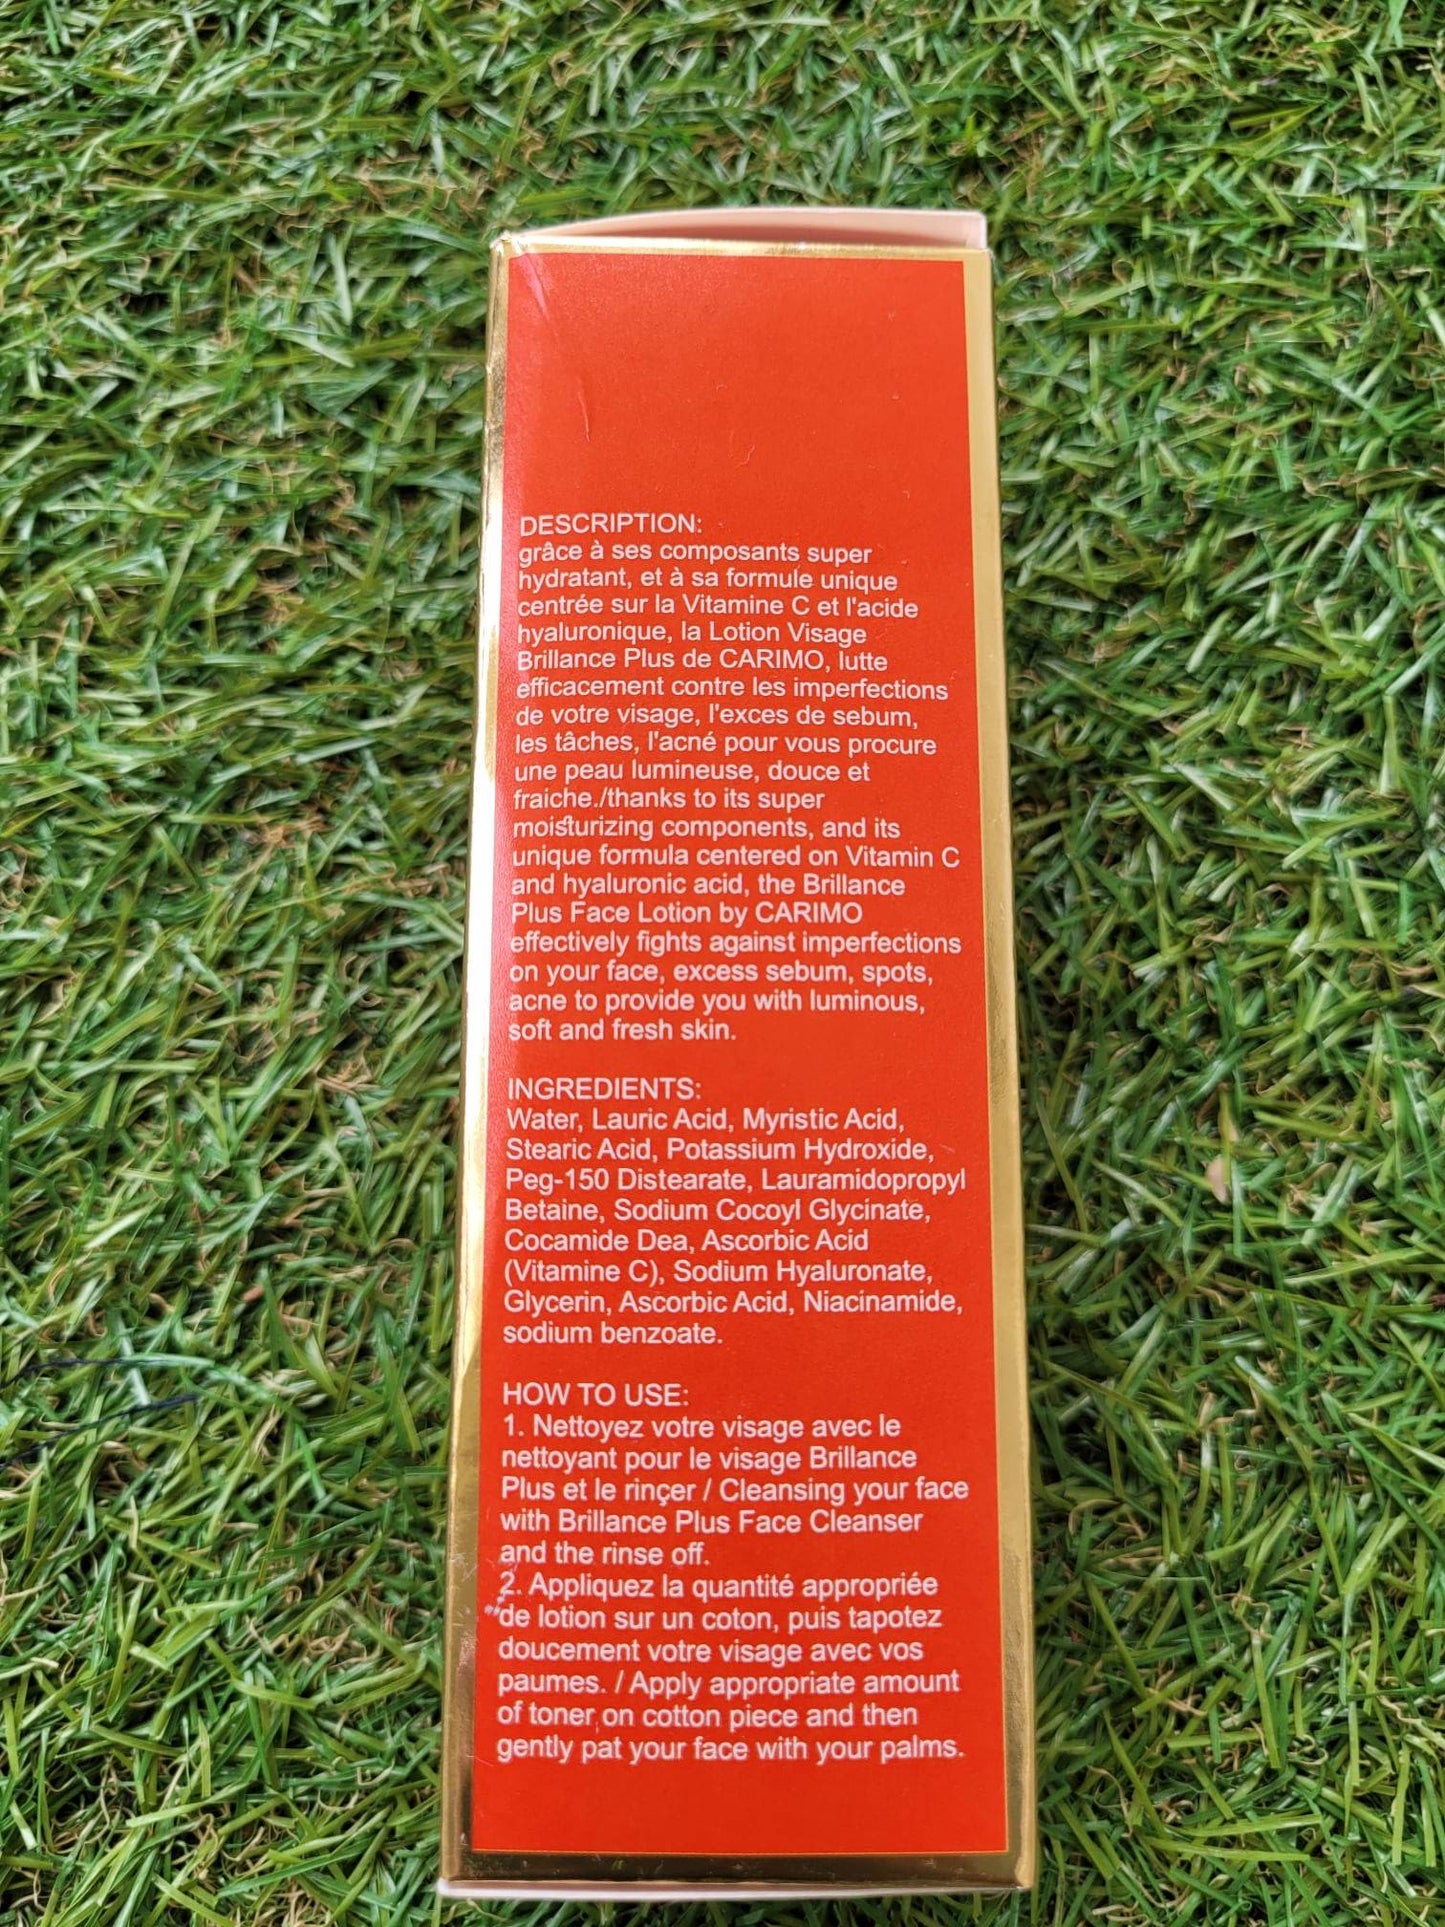 DESCRIPTION:
grâce à ses composants super
hydratant, et à sa formule unique
centrée sur la Vitamine C et l'acide
hyaluronique, la Lotion Visage
Brillance Plus de CARIMO, lutte
efficacement contre les imperfections
de votre visage, l'exces de sebum,
les tâches, l'acné pour vous procure
une peau lumineuse, douce et
fraiche./thanks to its super
moisturizing components, and its
unique formula centered on Vitamin C
and hyaluronic acid, the Brillance
Plus Face Lotion by CARIMO
effectively fights against imperfections
on your face, excess sebum, spots,
acne to provide you with luminous,
soft and fresh skin.
INGREDIENTS:
Water, Lauric Acid, Myristic Acid,
Stearic Acid, Potassium Hydroxide,
Peg-150 Distearate, Lauramidopropyl
Betaine, Sodium Cocoyl Glycinate,
Cocamide Dea, Ascorbic Acid
(Vitamine C), Sodium Hyaluronate,
Glycerin, Ascorbic Acid, Niacinamide,
sodium benzoate.
HOW TO USE:
1. Nettoyez votre visage avec le
nettoyant pour le visage Brillance
Plus et le rinçer / Cleansing your face
with Brillance Plus Face Cleanser
and the rinse off.
2. Appliquez la quantité appropriée
de lotion sur un coton, puis tapotez
doucement votre visage avec vos
paumes. / Apply appropriate amount
of toner on cotton piece and then
gently pat your face with your palms.